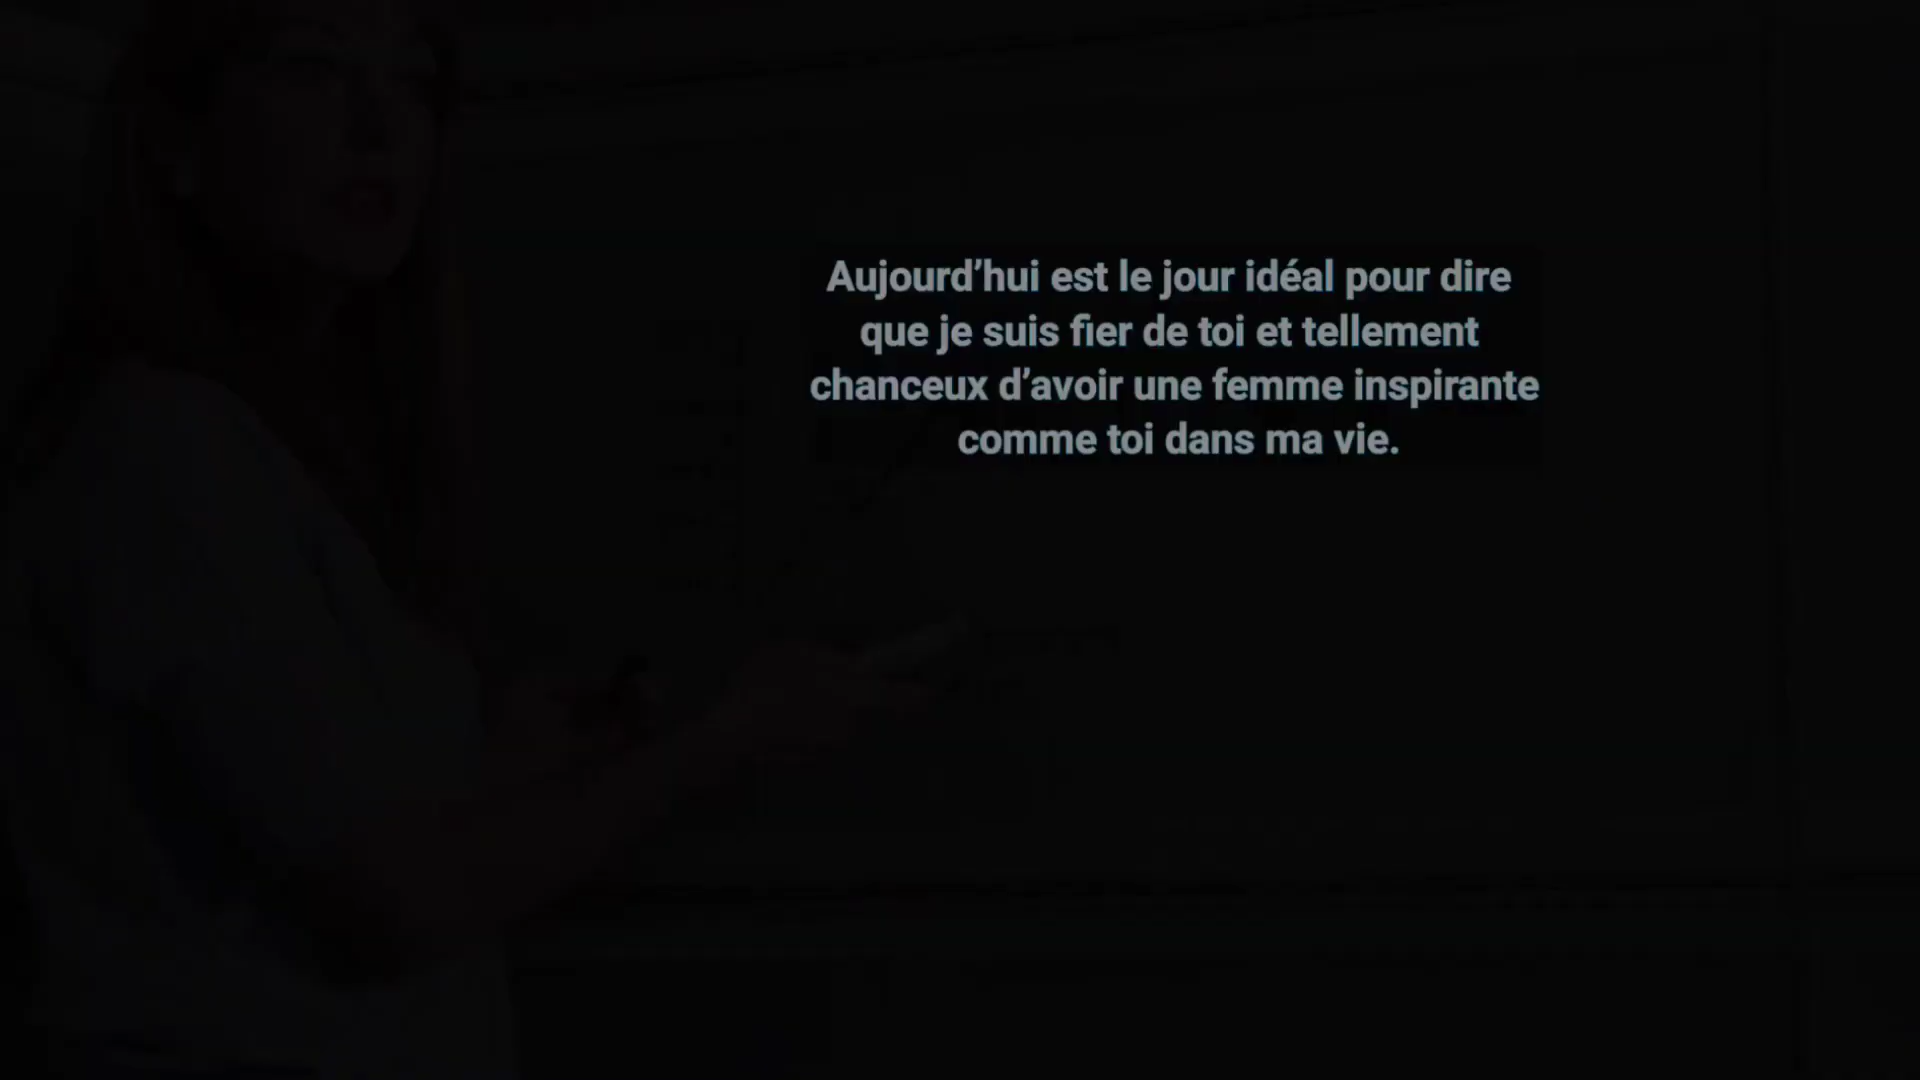 Aujourd’hui est le jour idéal pour dire
que je suis fier de toi et tellement
chanceux d’avoir une femme inspirante
comme toi dans ma vie.